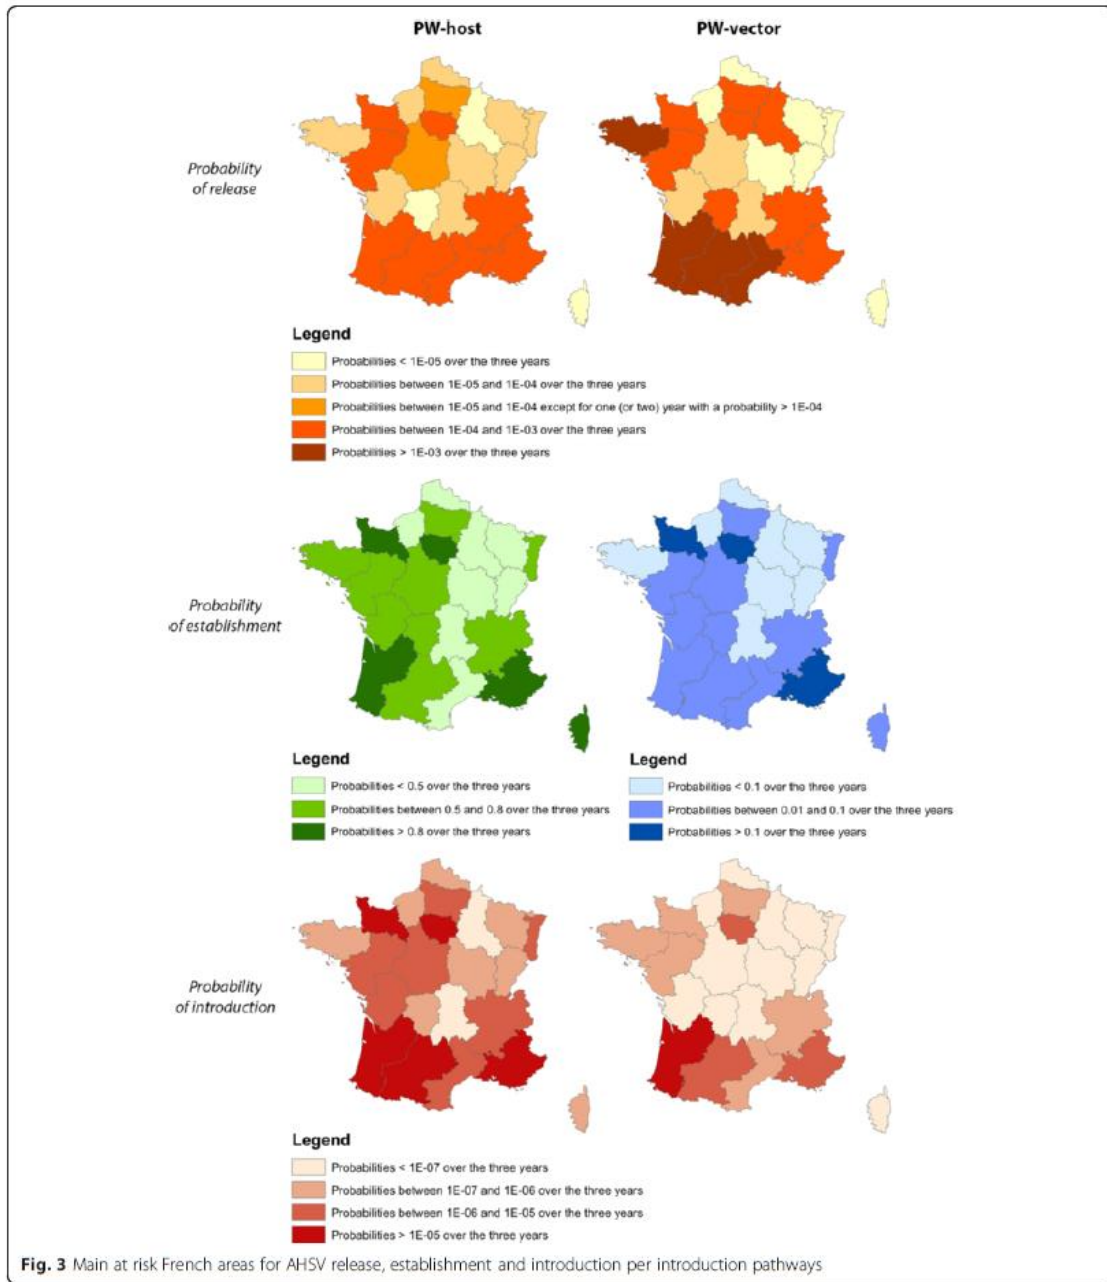 PW-host
PW-vector
Probability
of release
Legend
Probabilities < 1E-05 over the three years
Probabilities between 1E-05 and 1E-04 over the three years
Probabilities between 1E-05 and 1E-04 except for one (or two) year with a probability > 1E-04
Probabilities between 1E-04 and 1E-03 over the three years
Probabilities > 1E-03 over the three years
Probability
of establishment
Legend
Probabilities < 0.5 over the three years
Probabilities between 0.5 and 0.8 over the three years
Probabilities > 0.8 over the three years
Legend
Probabilities < 0.1 over the three years
Probabilities between 0.01 and 0.1 over the three years
Probabilities > 0.1 over the three years
Probability
of introduction
Legend
Probabilities < 1E-07 over the three years
Probabilities between 1E-07 and 1E-06 over the three years
Probabilities between 1E-06 and 1E-05 over the three years
Probabilities > 1E-05 over the three years
Fig. 3 Main at risk French areas for AHSV release, establishment and introduction per introduction pathways